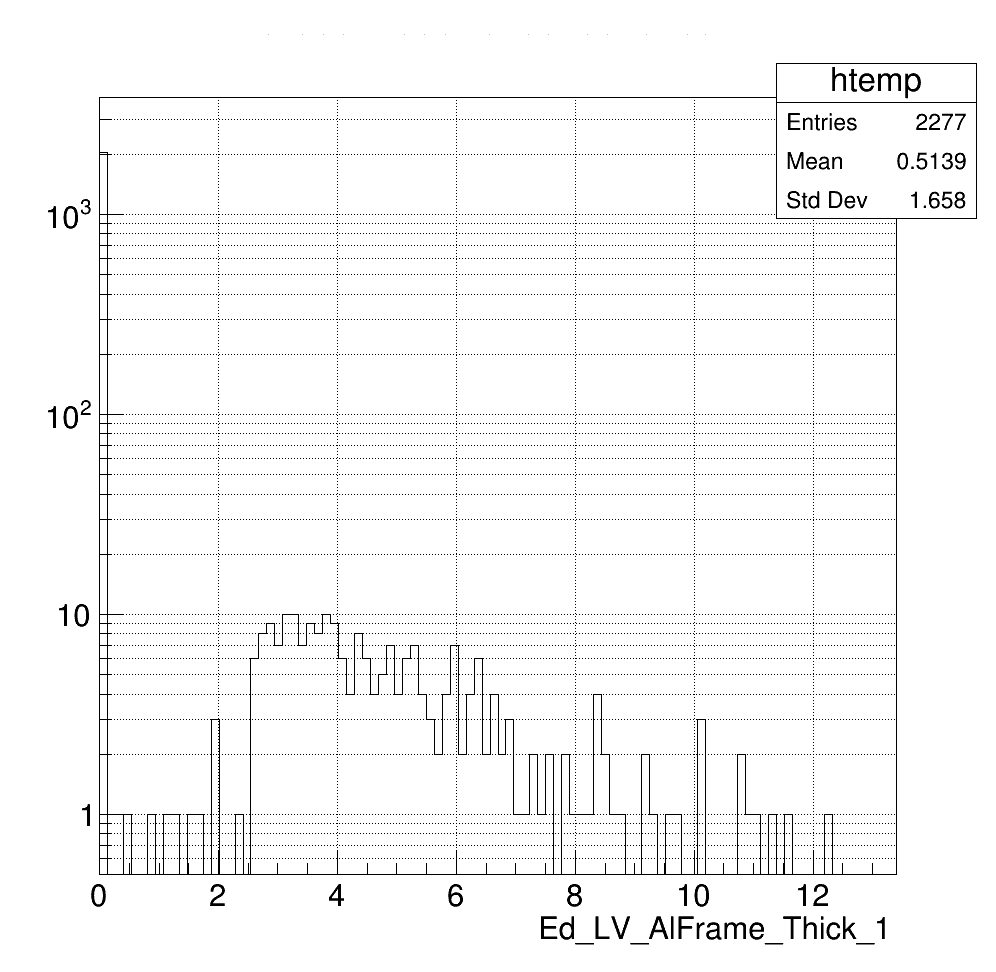 htemp
Entries 2277
Mean 0.5139
Std Dev 1.658
10³
10²
10
1
0 2 4 6 8 10 12
Ed_LV_AlFrame_Thick_1